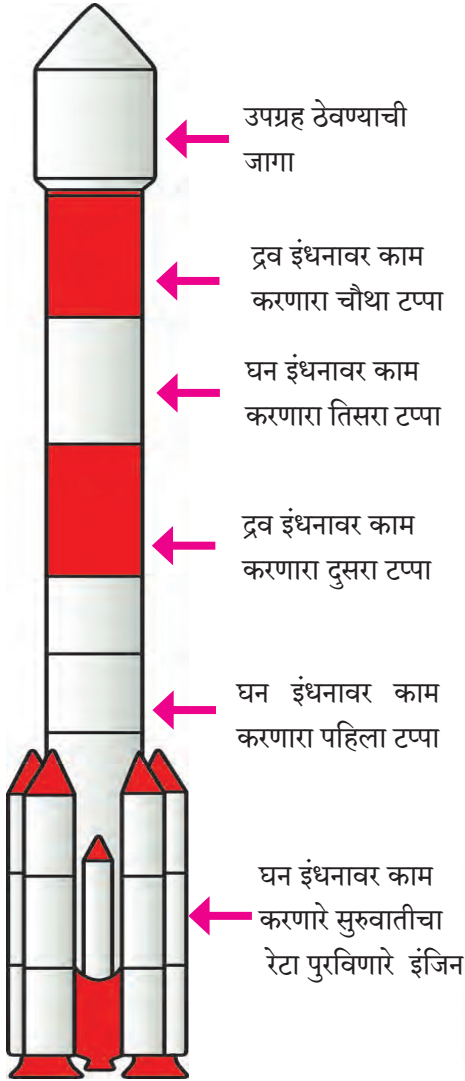 उपग्रह ठेवण्याची
जागा
द्रव इंधनावर काम
करणारा चौथा टप्पा
घन इंधनावर काम
करणारा तिसरा टप्पा
द्रव इंधनावर काम
करणारा दुसरा टप्पा
घन इंधनावर काम
करणारा पहिला टप्पा
घन इंधनावर काम
करणारे सुरुवातीचा
रेटा पुरविणारे इंजिन